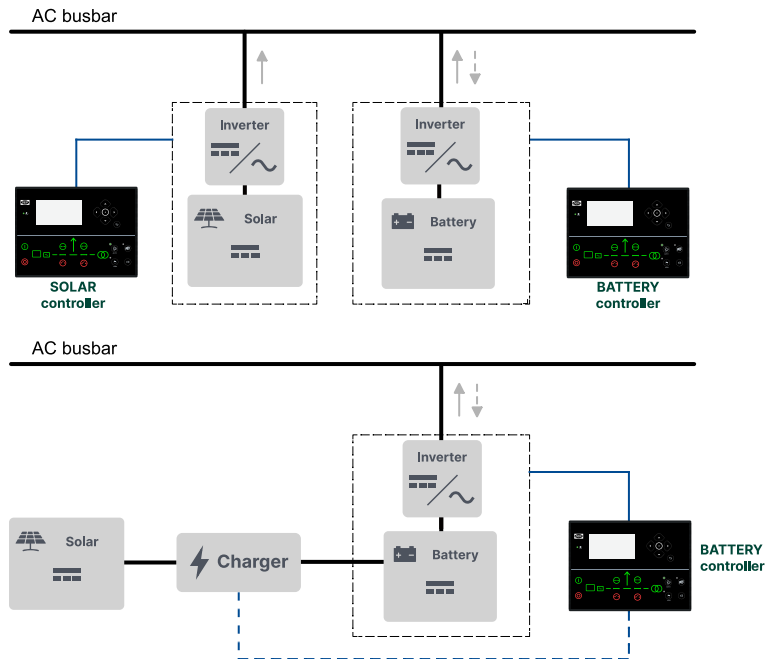 AC busbar
Inverter
Inverter
Solar
Battery
SOLAR
controller
BATTERY
controller
AC busbar
Inverter
Solar
Charger
Battery
BATTERY
controller